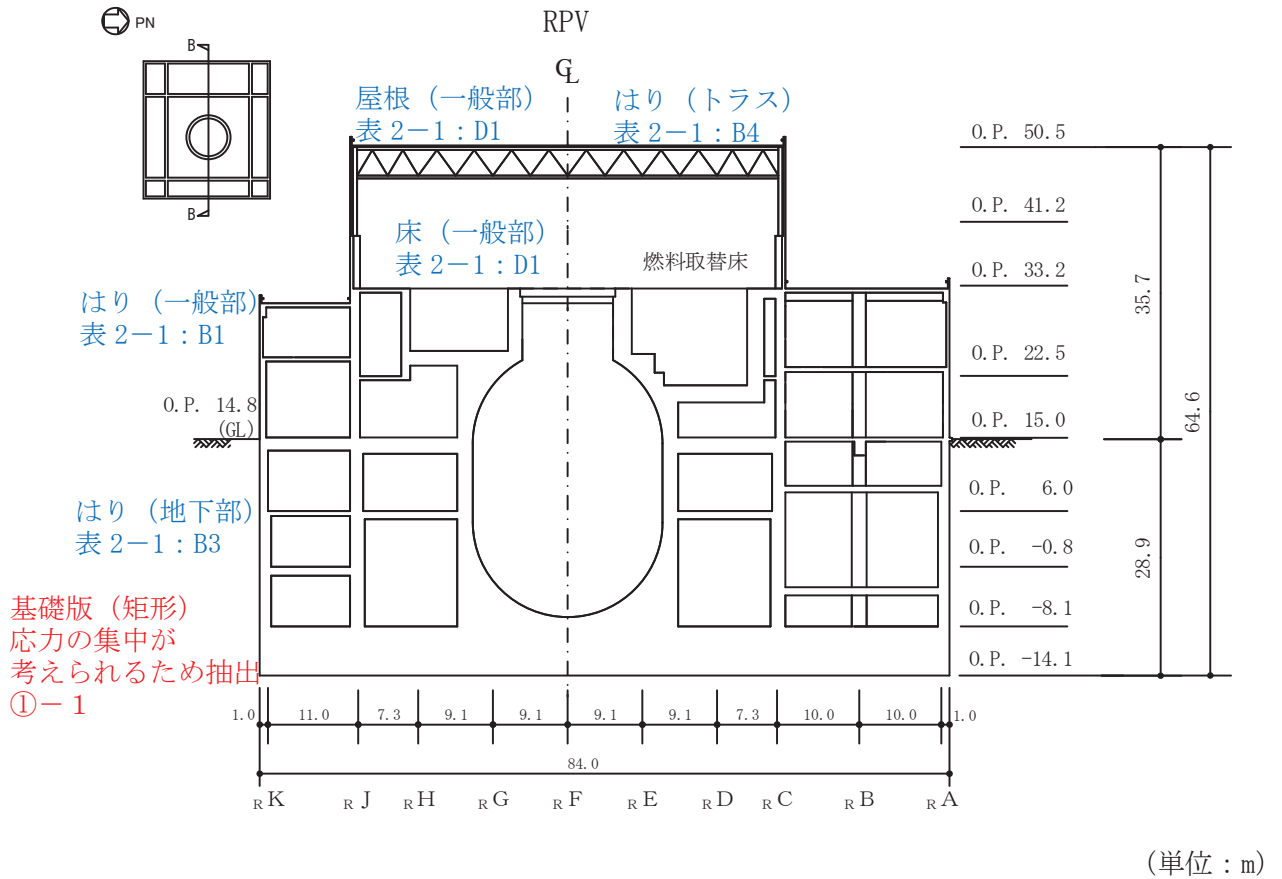 PN
RPV
B
B
C L
屋根（一般部）
表２－１：D1
はり（トラス）
表２－１：B4
床（一般部）
表２－１：D1
燃料取替床
はり（一般部）
表２－１：B1
O.P. 14.8
(GL)
はり（地下部）
表２－１：B3
基礎版（矩形）
応力の集中が
考えられるため抽出
①－１
O.P. 50.5
O.P. 41.2
O.P. 33.2
O.P. 22.5
O.P. 15.0
O.P. 6.0
O.P. -0.8
O.P. -8.1
O.P. -14.1
35.7
28.9
64.6
1.0 11.0 7.3 9.1 9.1 9.1 9.1 7.3 10.0 10.0 1.0
84.0
RK RJ RH RG RF RE RD RC RB RA
(単位：m)